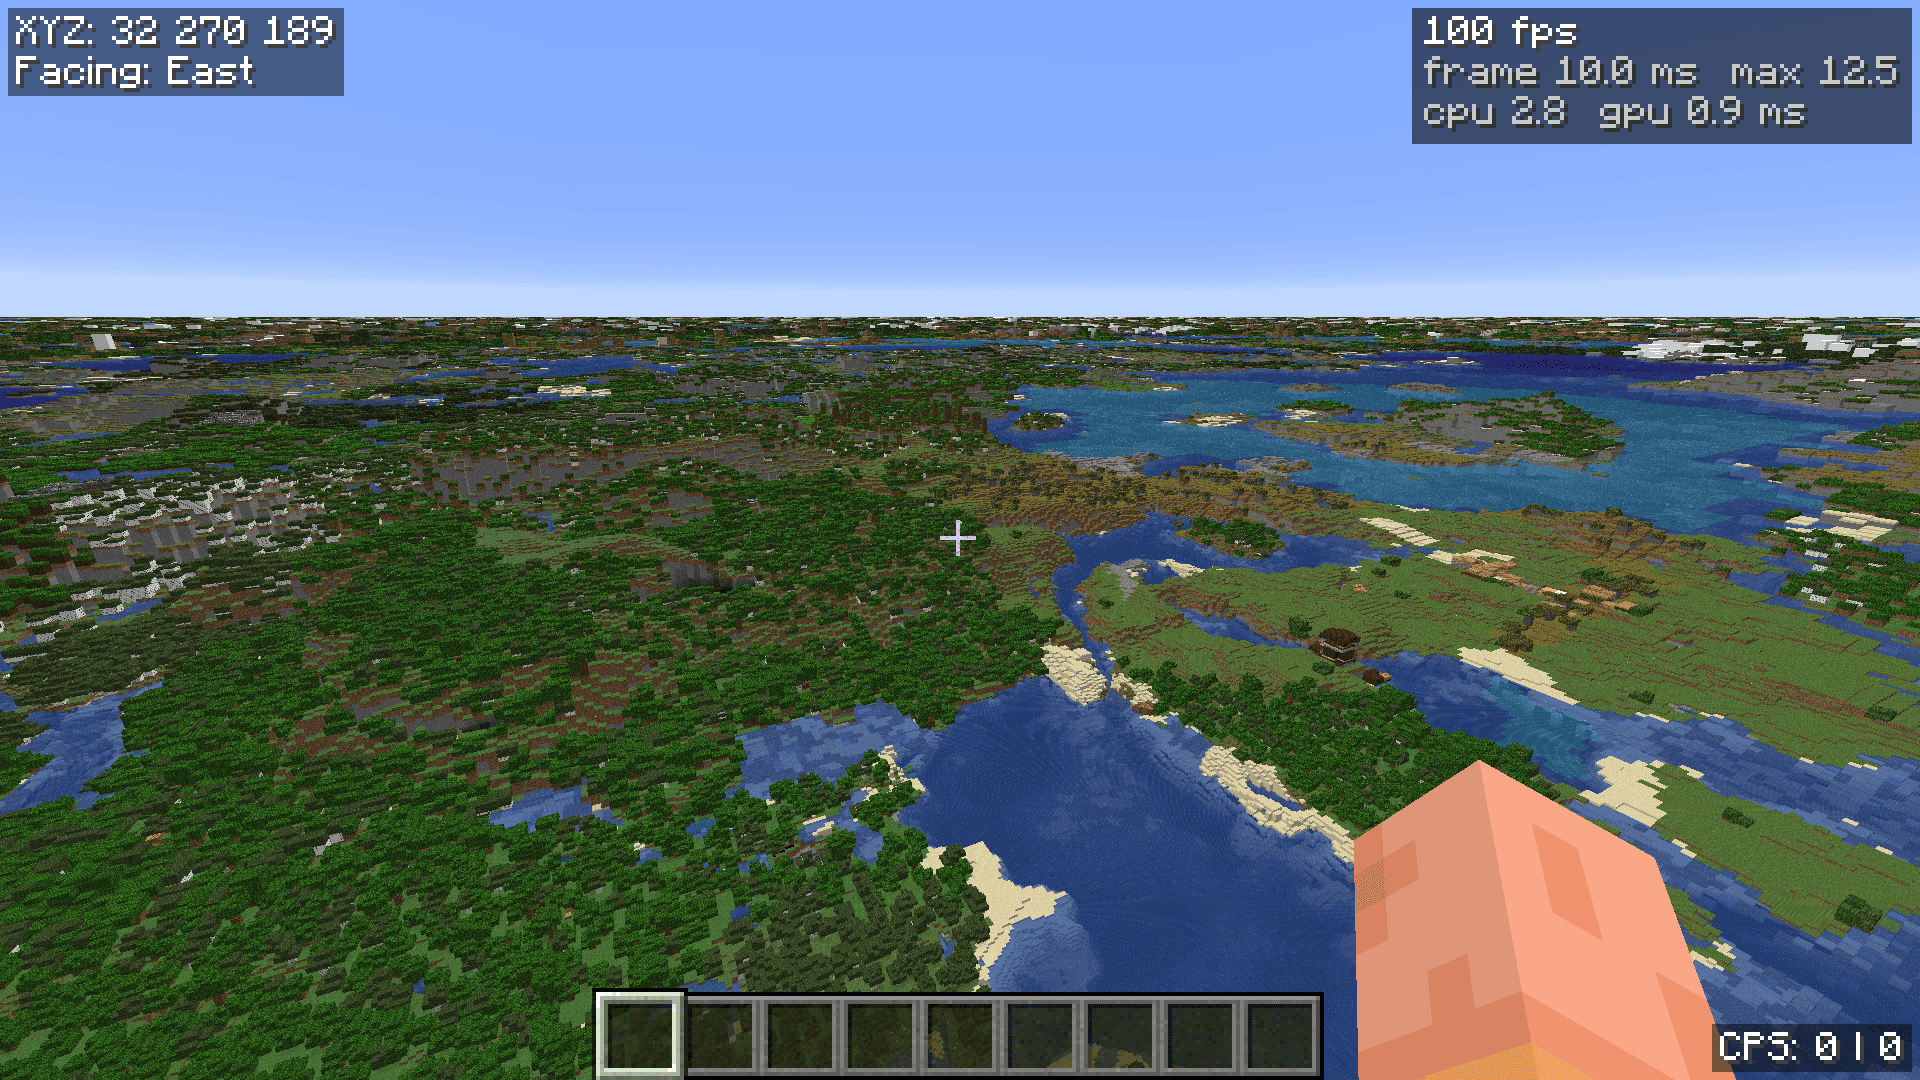 XYZ: 32 270 189
Facing: East
100 fps
frame 10.0 ms max 12.5
cpu 2.8 gpu 0.9 ms
CPS: 0 | 0